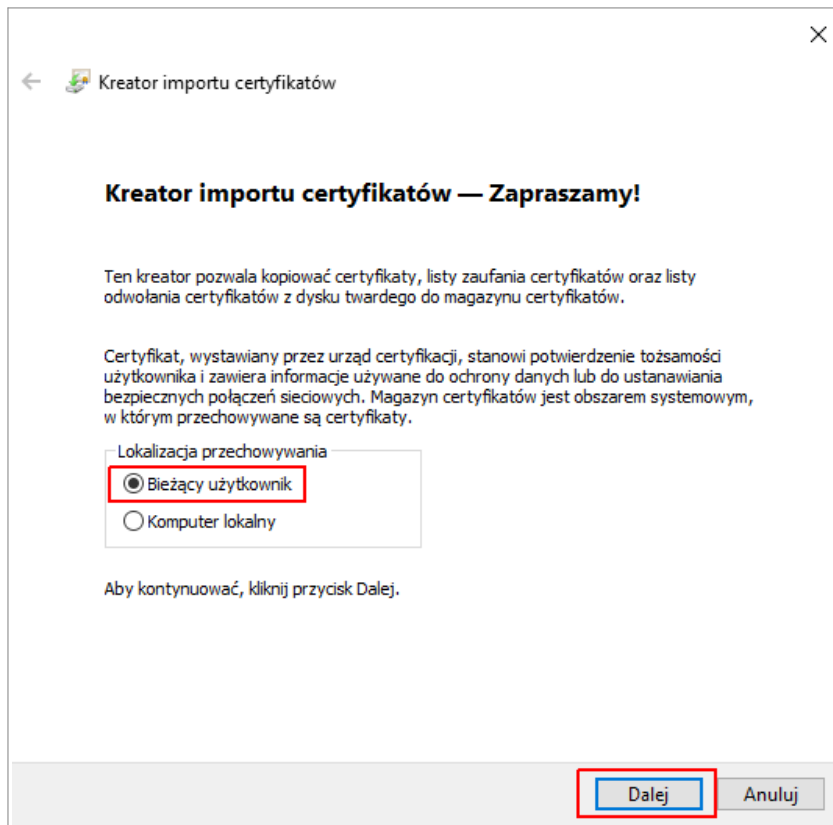 Kreator importu certyfikatów
Kreator importu certyfikatów — Zapraszamy!
Ten kreator pozwala kopiować certyfikaty, listy zaufania certyfikatów oraz listy
odwołania certyfikatów z dysku twardego do magazynu certyfikatów.
Certyfikat, wystawiany przez urząd certyfikacji, stanowi potwierdzenie tożsamości
użytkownika i zawiera informacje używane do ochrony danych lub do ustanawiania
bezpiecznych połączeń sieciowych. Magazyn certyfikatów jest obszarem systemowym,
w którym przechowywane są certyfikaty.
Lokalizacja przechowywania
Bieżący użytkownik
Komputer lokalny
Aby kontynuować, kliknij przycisk Dalej.
Dalej Anuluj